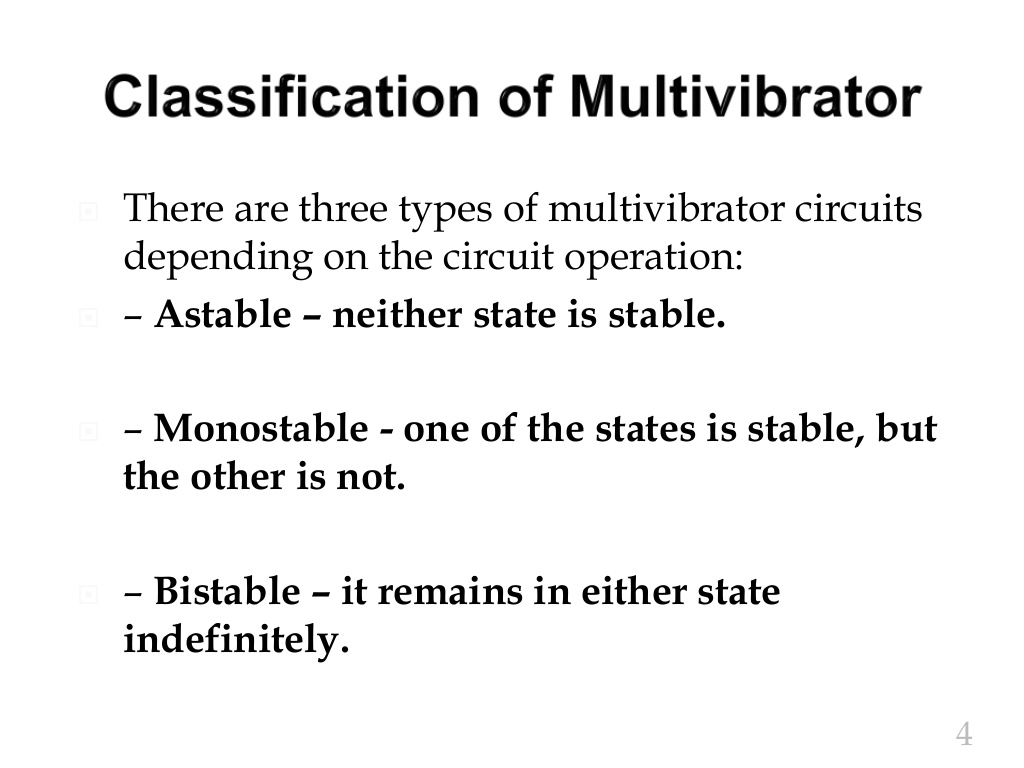 Classification of Multivibrator
There are three types of multivibrator circuits
depending on the circuit operation:
– Astable – neither state is stable.
– Monostable - one of the states is stable, but
the other is not.
– Bistable – it remains in either state
indefinitely.
4